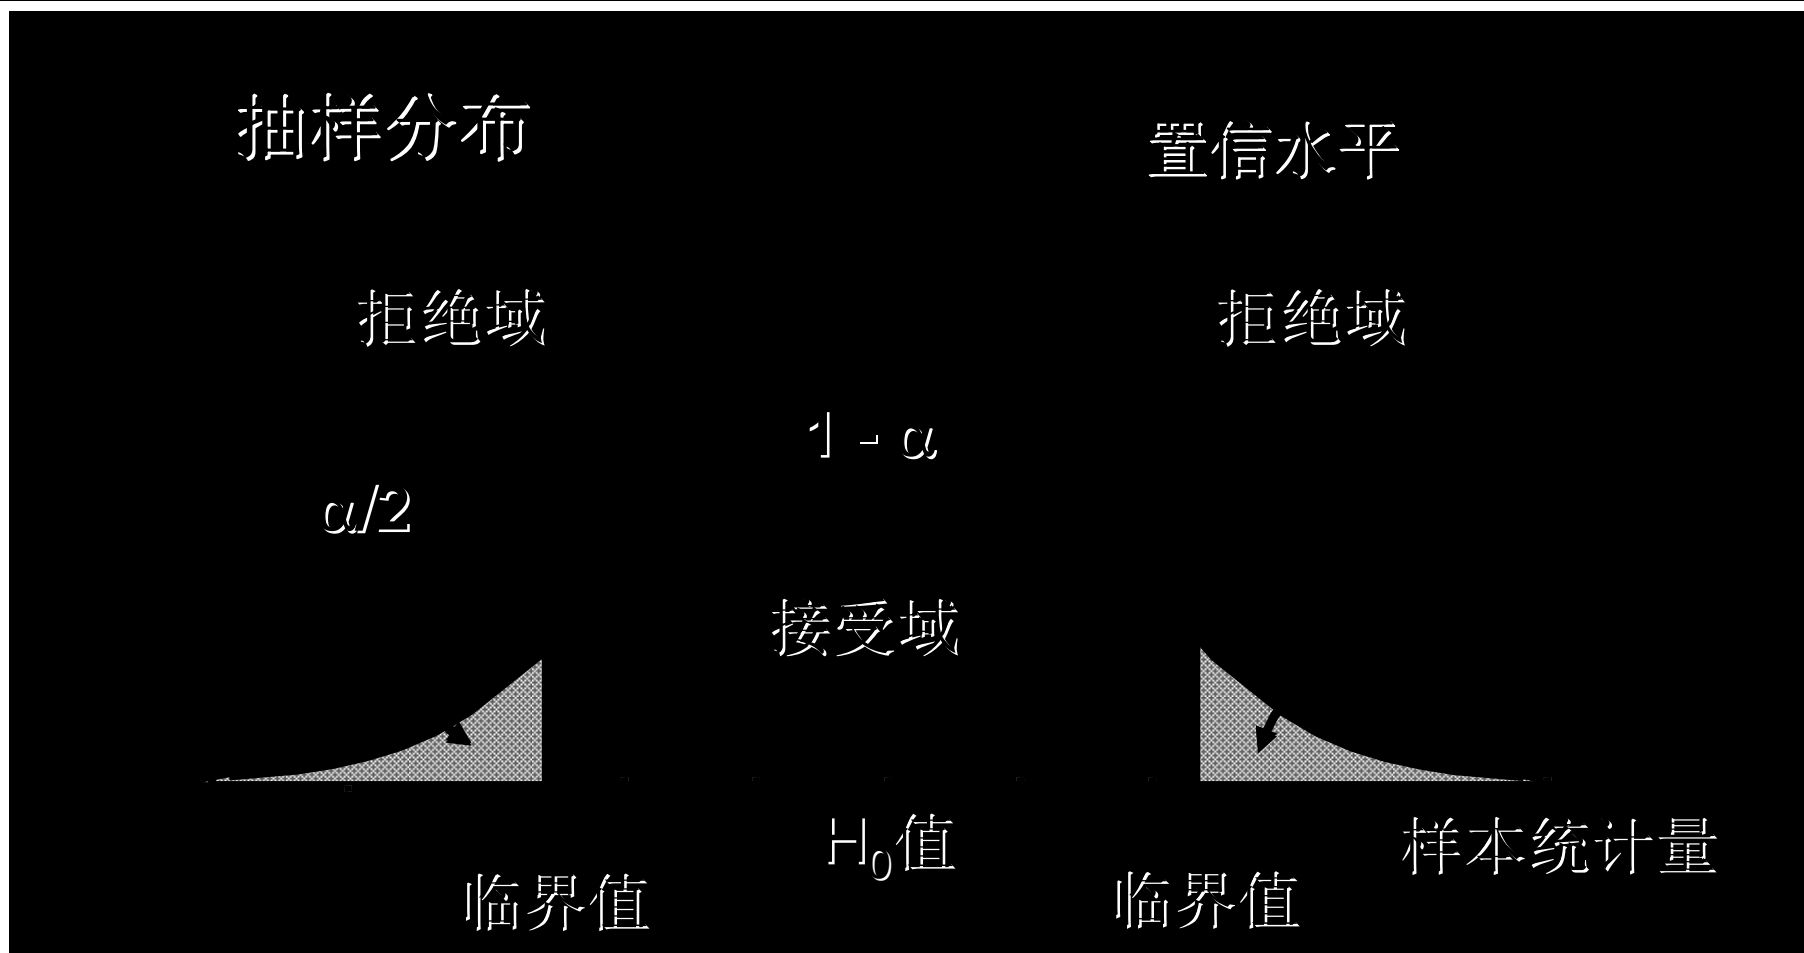 抽样分布
置信水平
拒绝域
拒绝域
1 - α
α/2
接受域
H₀值
样本统计量
临界值
临界值